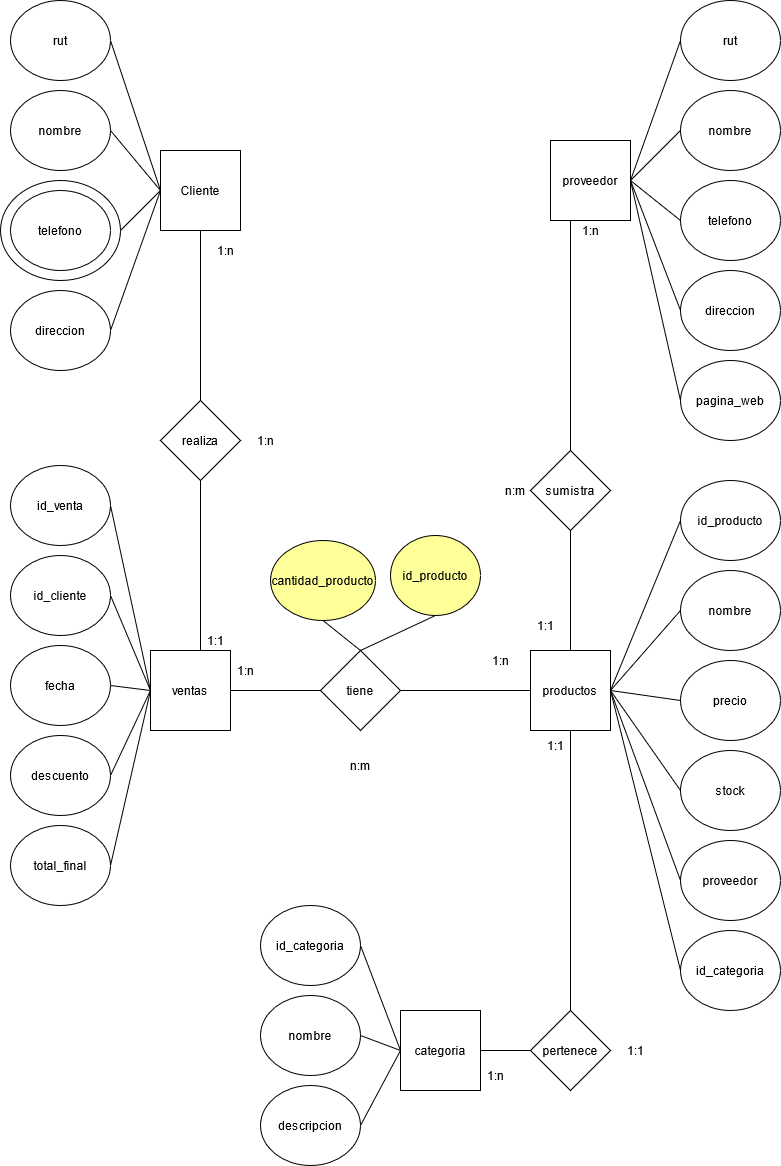 rut
nombre
telefono
direccion
Cliente
1:n
realiza
1:n
1:1
rut
nombre
telefono
direccion
pagina_web
proveedor
1:n
n:m
sumistra
1:1
id_venta
id_cliente
fecha
descuento
total_final
ventas
1:n
cantidad_producto
id_producto
tiene
n:m
1:n
productos
1:1
id_producto
nombre
precio
stock
proveedor
id_categoria
id_categoria
nombre
descripcion
categoria
1:n
pertenece
1:1